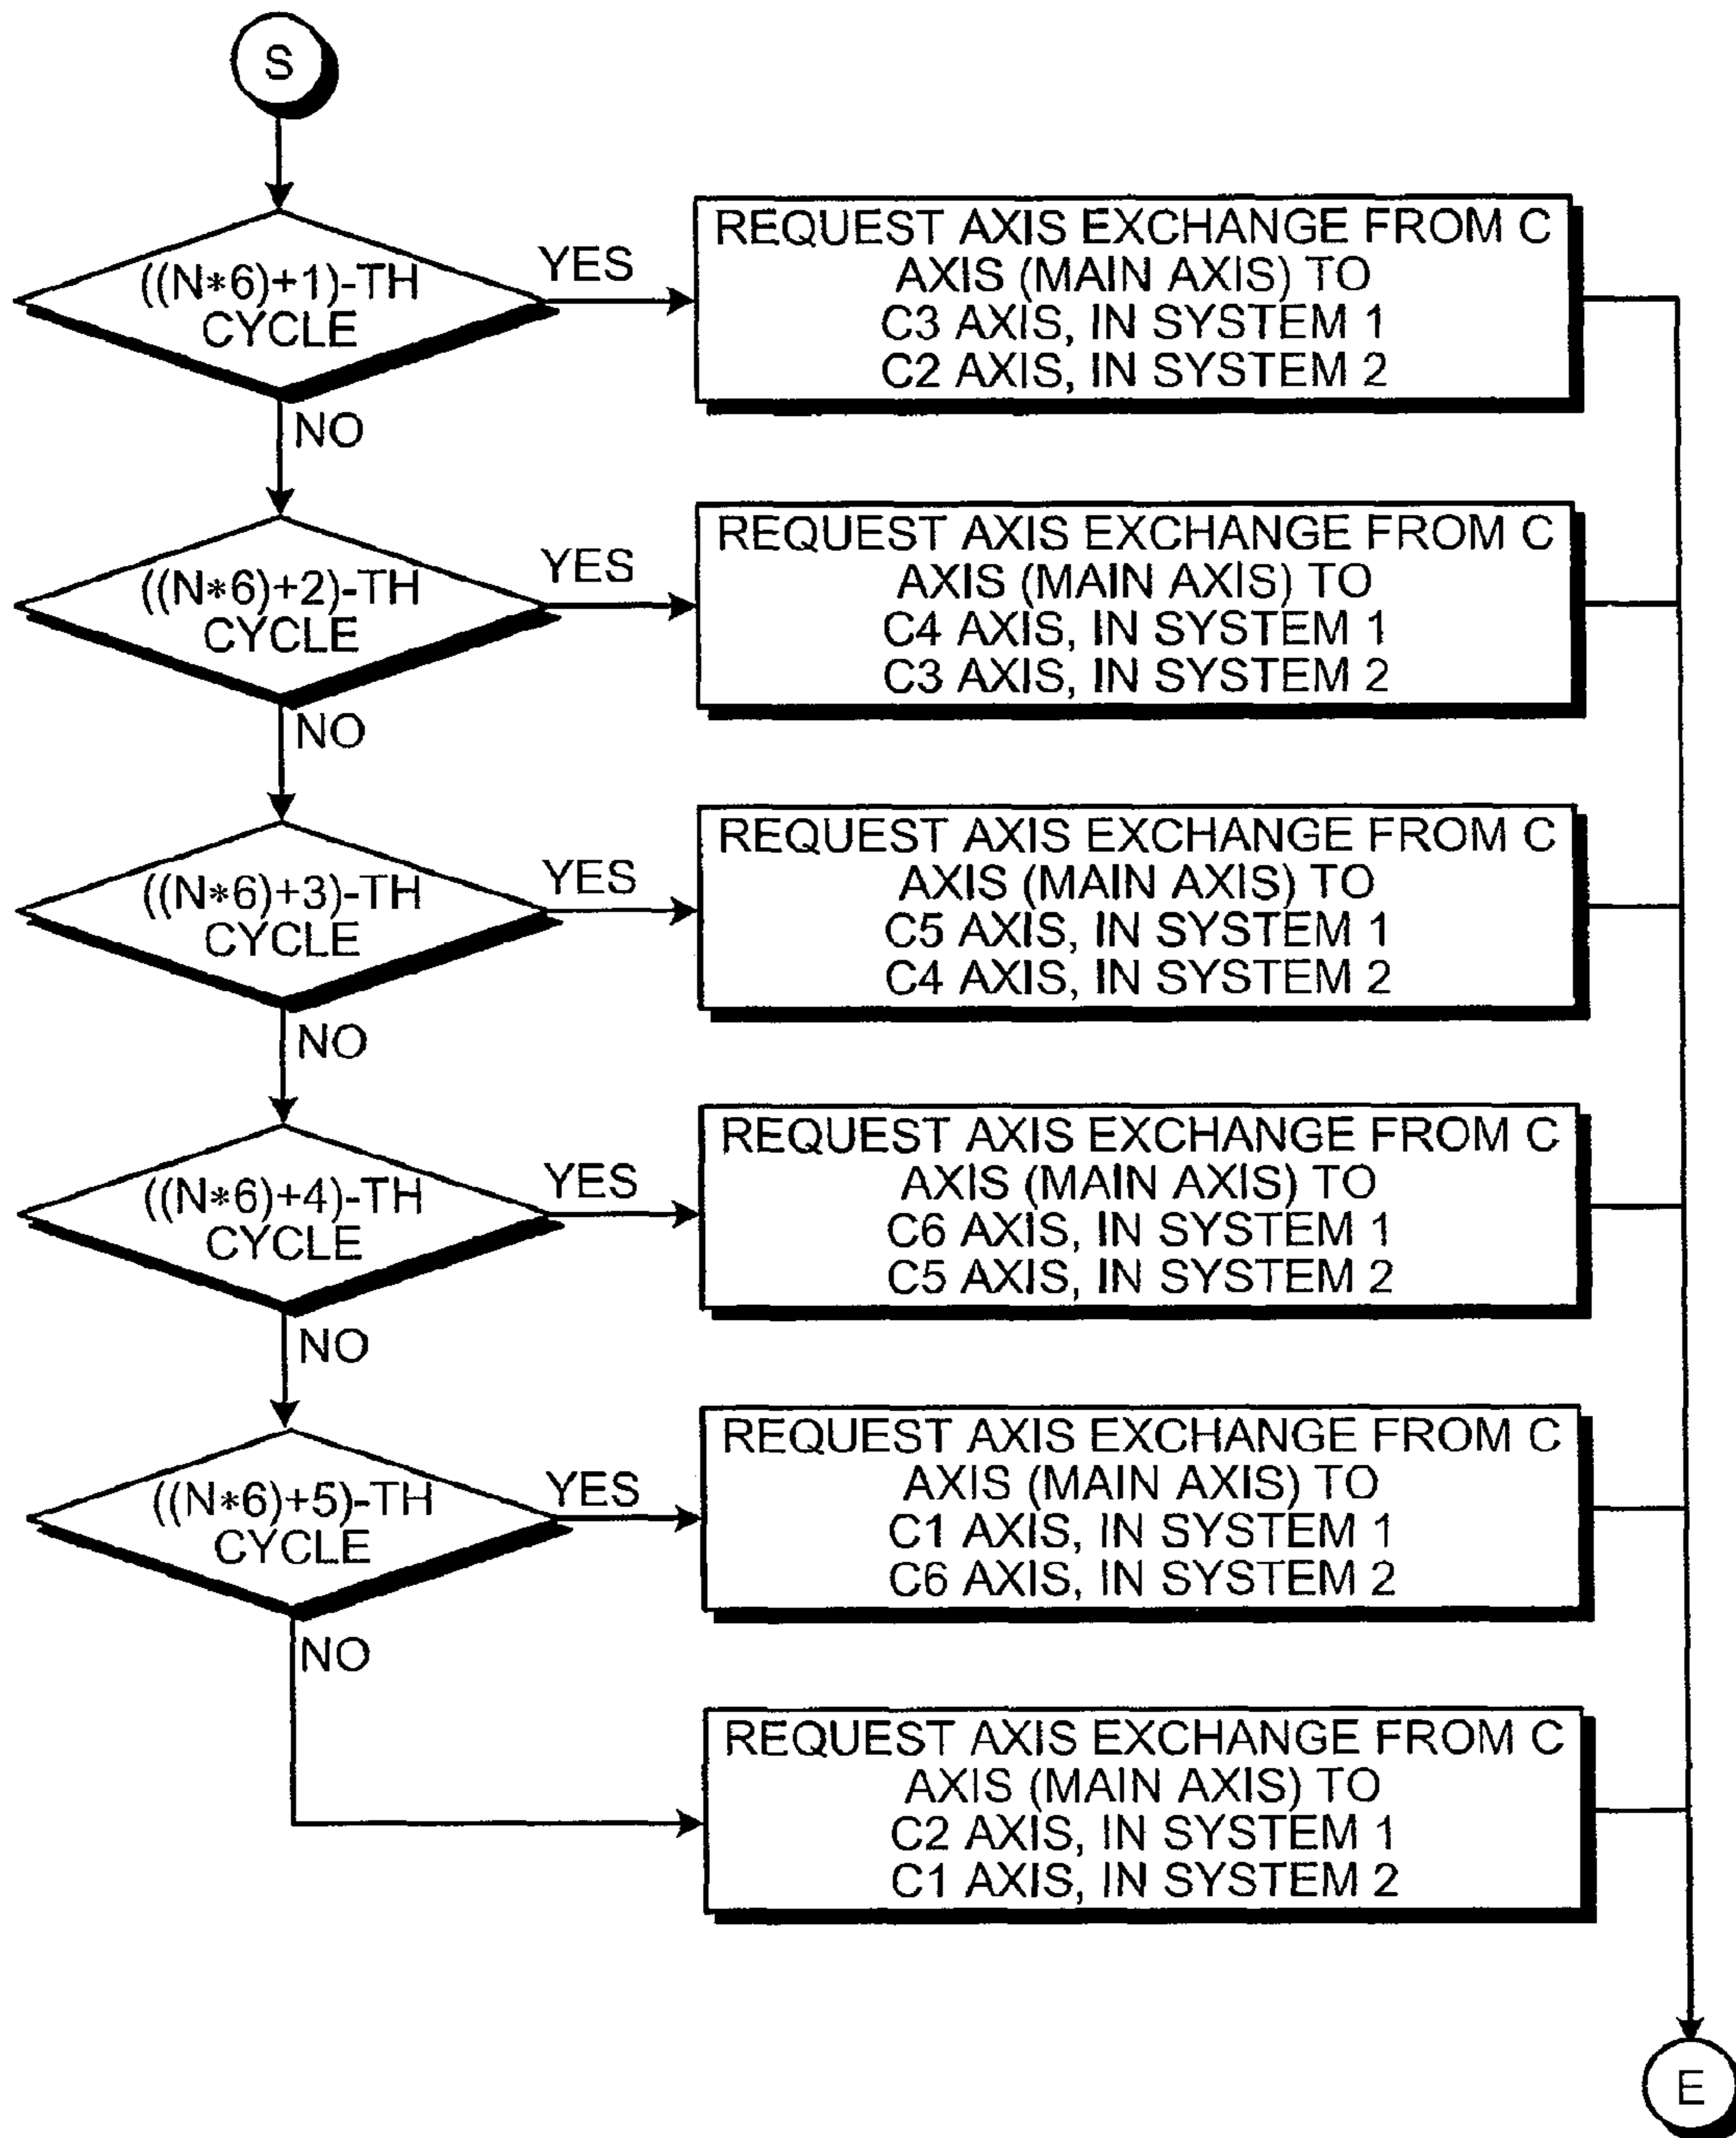 S
((N*6)+1)-TH
CYCLE
YES
REQUEST AXIS EXCHANGE FROM C
AXIS (MAIN AXIS) TO
C3 AXIS, IN SYSTEM 1
C2 AXIS, IN SYSTEM 2
NO
((N*6)+2)-TH
CYCLE
YES
REQUEST AXIS EXCHANGE FROM C
AXIS (MAIN AXIS) TO
C4 AXIS, IN SYSTEM 1
C3 AXIS, IN SYSTEM 2
NO
((N*6)+3)-TH
CYCLE
YES
REQUEST AXIS EXCHANGE FROM C
AXIS (MAIN AXIS) TO
C5 AXIS, IN SYSTEM 1
C4 AXIS, IN SYSTEM 2
NO
((N*6)+4)-TH
CYCLE
YES
REQUEST AXIS EXCHANGE FROM C
AXIS (MAIN AXIS) TO
C6 AXIS, IN SYSTEM 1
C5 AXIS, IN SYSTEM 2
NO
((N*6)+5)-TH
CYCLE
YES
REQUEST AXIS EXCHANGE FROM C
AXIS (MAIN AXIS) TO
C1 AXIS, IN SYSTEM 1
C6 AXIS, IN SYSTEM 2
NO
REQUEST AXIS EXCHANGE FROM C
AXIS (MAIN AXIS) TO
C2 AXIS, IN SYSTEM 1
C1 AXIS, IN SYSTEM 2
E